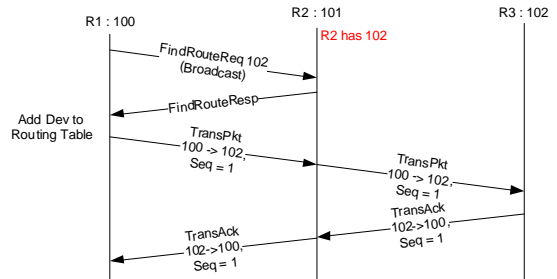 R1 : 100
R2 : 101
R3 : 102
R2 has 102
FindRouteReq 102
(Broadcast)
FindRouteResp
Add Dev to
Routing Table
TransPkt
100 -> 102,
Seq = 1
TransPkt
100 -> 102,
Seq = 1
TransAck
102->100,
Seq = 1
TransAck
102->100,
Seq = 1